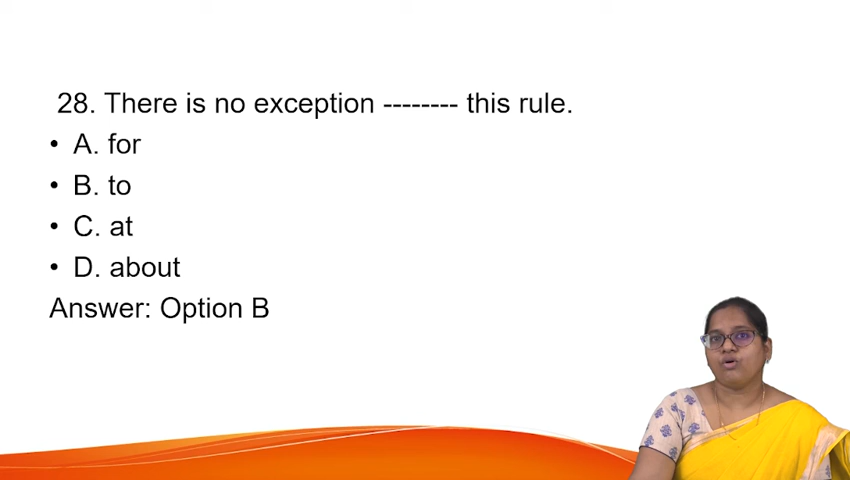 28. There is no exception -------- this rule.
• A. for
• B. to
• C. at
• D. about
Answer: Option B